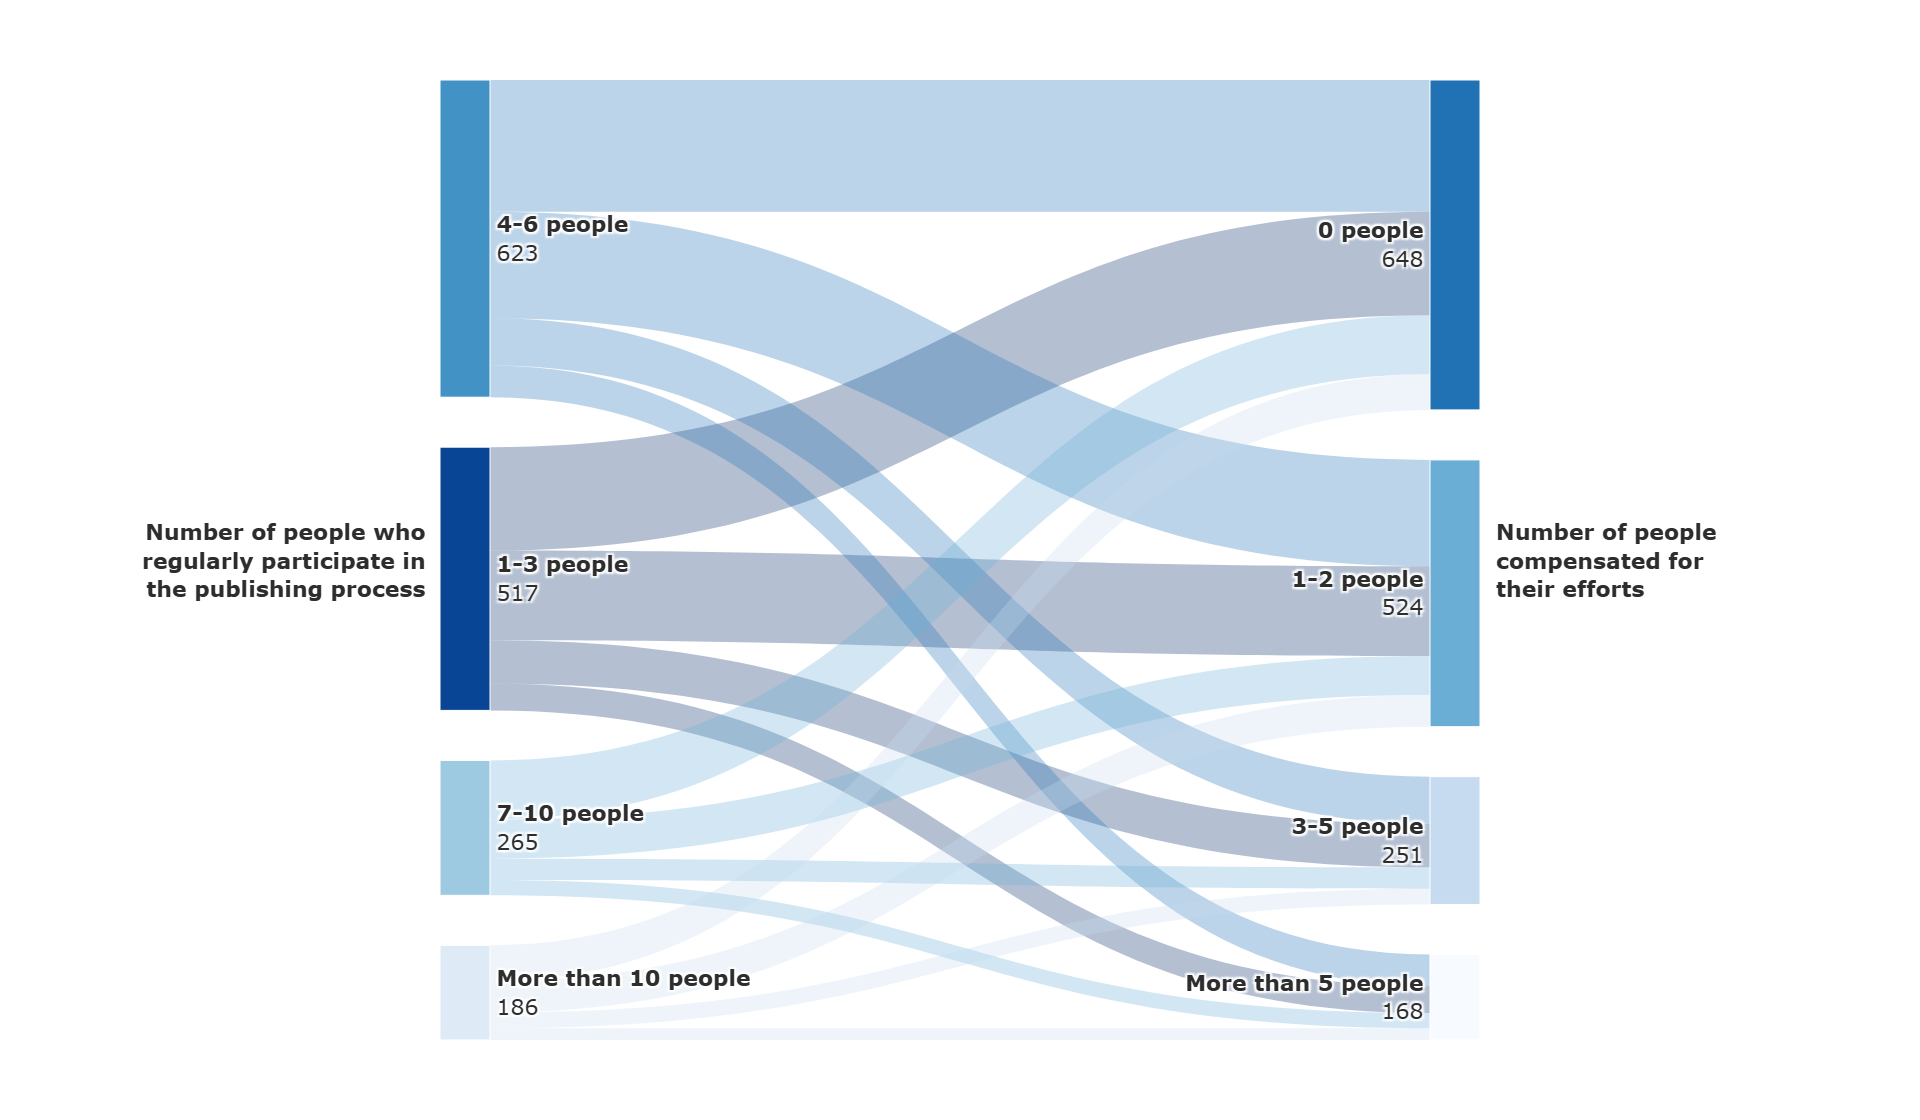 4-6 people
623
0 people
648
Number of people who
regularly participate in
the publishing process
1-3 people
517
1-2 people
524
Number of people
compensated for
their efforts
7-10 people
265
3-5 people
251
More than 10 people
186
More than 5 people
168